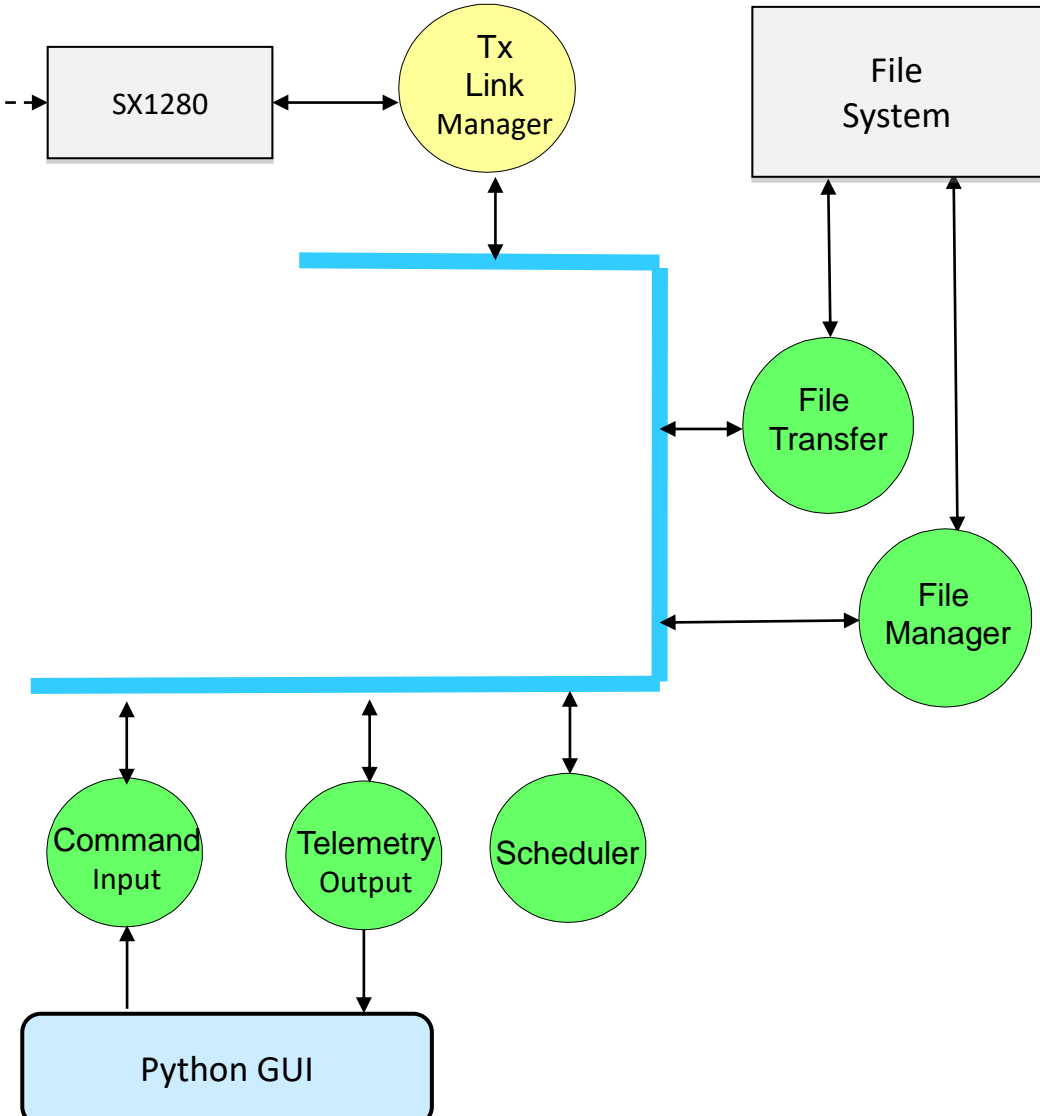 SX1280
Tx
Link
Manager
File
System
File
Transfer
File
Manager
Command
Input
Telemetry
Output
Scheduler
Python GUI